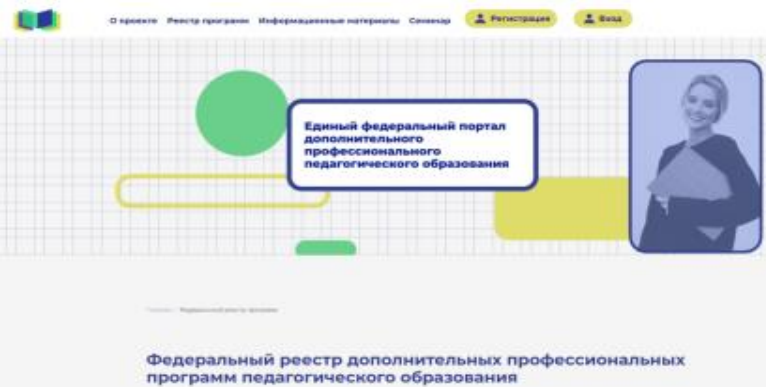 О проекте Реестр программ Информационные материалы Семинар Регистрация Вход
Единый федеральный портал
дополнительного
профессионального
педагогического образования
Федеральный реестр дополнительных профессиональных
программ педагогического образования